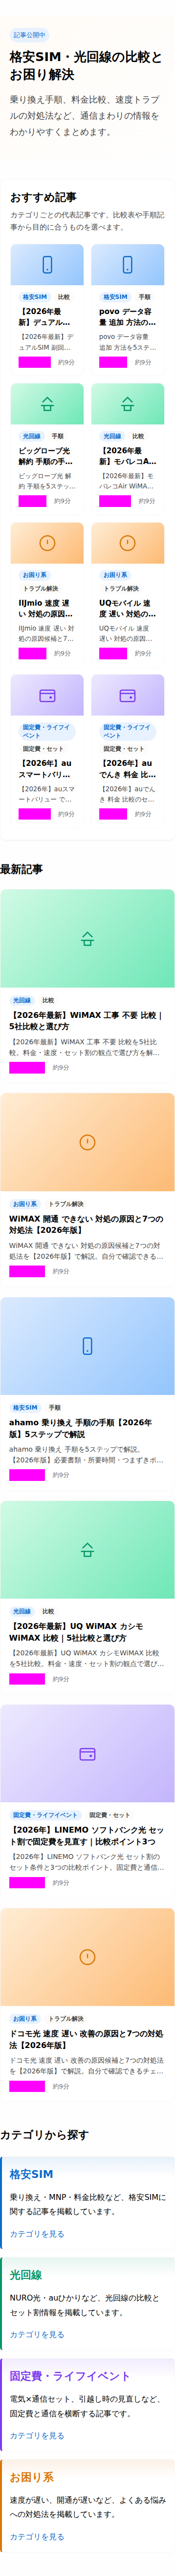 記事公開中
格安SIM・光回線の比較と
お困り解決
乗り換え手順、料金比較、速度トラブ
ルの対処法など、通信まわりの情報を
わかりやすくまとめます。
おすすめ記事
カテゴリごとの代表記事です。比較表や手順記
事から目的に合うものを選べます。
格安SIM 比較
【2026年最
新】デュアル…
【2026年最新】デ
ュアルSIM 副回…
約9分
格安SIM 手順
povo データ容
量 追加 方法の…
povo データ容量
追加 方法を5ステ…
約9分
光回線 手順
ビッグローブ光
解約 手順の手…
ビッグローブ光 解
約 手順を5ステッ…
約9分
光回線 比較
【2026年最
新】モバレコA…
【2026年最新】モ
バレコAir WiMA…
約9分
お困り系
トラブル解決
IIJmio 速度 遅
い 対処の原因…
IIJmio 速度 遅い 対
処の原因候補と7…
約9分
お困り系
トラブル解決
UQモバイル 速
度 遅い 対処の…
UQモバイル 速度
遅い 対処の原因…
約9分
固定費・ライフイ
ベント
固定費・セット
【2026年】au
スマートバリ…
【2026年】auスマ
ートバリュー で…
約9分
固定費・ライフイ
ベント
固定費・セット
【2026年】au
でんき 料金 比…
【2026年】auでん
き 料金 比較のセ…
約9分
最新記事
光回線 比較
【2026年最新】WiMAX 工事 不要 比較｜
5社比較と選び方
【2026年最新】WiMAX 工事 不要 比較を5社比
較。料金・速度・セット割の観点で選び方を解…
約9分
お困り系 トラブル解決
WiMAX 開通 できない 対処の原因と7つの
対処法【2026年版】
WiMAX 開通 できない 対処の原因候補と7つの対
処法を【2026年版】で解説。自分で確認できる…
約9分
格安SIM 手順
ahamo 乗り換え 手順の手順【2026年
版】5ステップで解説
ahamo 乗り換え 手順を5ステップで解説。
【2026年版】必要書類・所要時間・つまずきポ…
約9分
光回線 比較
【2026年最新】UQ WiMAX カシモ
WiMAX 比較｜5社比較と選び方
【2026年最新】UQ WiMAX カシモWiMAX 比較
を5社比較。料金・速度・セット割の観点で選び…
約9分
固定費・ライフイベント 固定費・セット
【2026年】LINEMO ソフトバンク光 セッ
ト割で固定費を見直す｜比較ポイント3つ
【2026年】LINEMO ソフトバンク光 セット割の
セット条件と3つの比較ポイント。固定費と通信…
約9分
お困り系 トラブル解決
ドコモ光 速度 遅い 改善の原因と7つの対処
法【2026年版】
ドコモ光 速度 遅い 改善の原因候補と7つの対処法
を【2026年版】で解説。自分で確認できるチェ…
約9分
カテゴリから探す
格安SIM
乗り換え・MNP・料金比較など、格安SIMに
関する記事を掲載しています。
カテゴリを見る
光回線
NURO光・auひかりなど、光回線の比較と
セット割情報を掲載しています。
カテゴリを見る
固定費・ライフイベント
電気×通信セット、引越し時の見直しなど、
固定費と通信を横断する記事です。
カテゴリを見る
お困り系
速度が遅い、開通が遅いなど、よくある悩み
への対処法を掲載しています。
カテゴリを見る